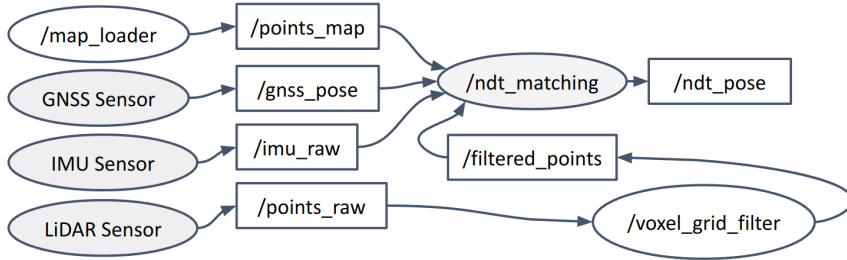 /map_loader
/points_map
GNSS Sensor
/gnss_pose
/ndt_matching
/ndt_pose
IMU Sensor
/imu_raw
/filtered_points
LiDAR Sensor
/points_raw
/voxel_grid_filter